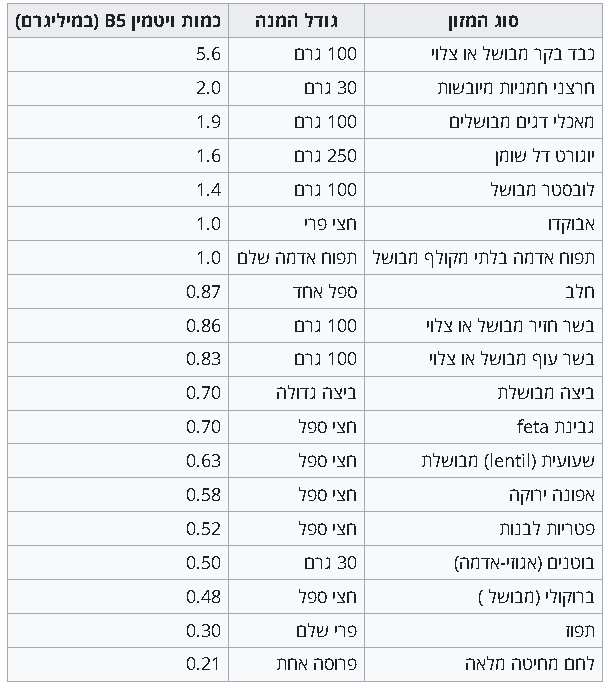 סוג המזון גודל המנה כמות ויטמין B5 (במיליגרם)
כבד בקר מבושל או צלוי 100 גרם 5.6
חרצני חמניות מיובשות 30 גרם 2.0
מאכלי דגים מבושלים 100 גרם 1.9
יוגורט דל שומן 250 גרם 1.6
לובסטר מבושל 100 גרם 1.4
אבוקדו חצי פרי 1.0
תפוח אדמה בלתי מקולף מבושל תפוח אדמה שלם 1.0
חלב ספל אחד 0.87
בשר חזיר מבושל או צלוי 100 גרם 0.86
בשר עוף מבושל או צלוי 100 גרם 0.83
ביצה מבושלת ביצה גדולה 0.70
גבינת feta חצי ספל 0.70
שעועית (lentil) מבושלת חצי ספל 0.63
אפונה ירוקה חצי ספל 0.58
פטריות לבנות חצי ספל 0.52
בוטנים (אגוזי-אדמה) 30 גרם 0.50
ברוקולי (מבושל ) חצי ספל 0.48
תפוז פרי שלם 0.30
לחם מחיטה מלאה פרוסה אחת 0.21